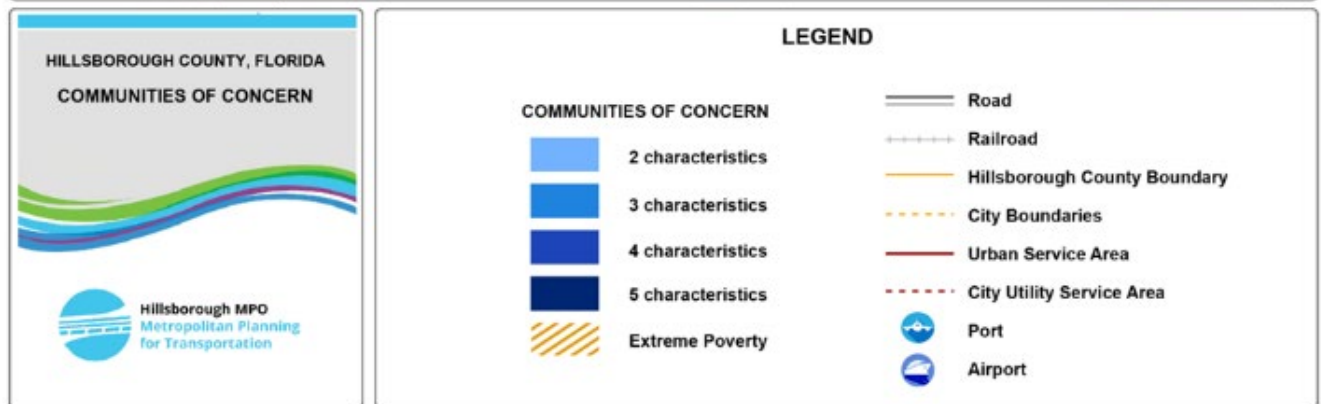 HILLSBOROUGH COUNTY, FLORIDA
COMMUNITIES OF CONCERN
Hillsborough MPO
Metropolitan Planning
for Transportation
LEGEND
COMMUNITIES OF CONCERN
2 characteristics
3 characteristics
4 characteristics
5 characteristics
Extreme Poverty
Road
Railroad
Hillsborough County Boundary
City Boundaries
Urban Service Area
City Utility Service Area
Port
Airport